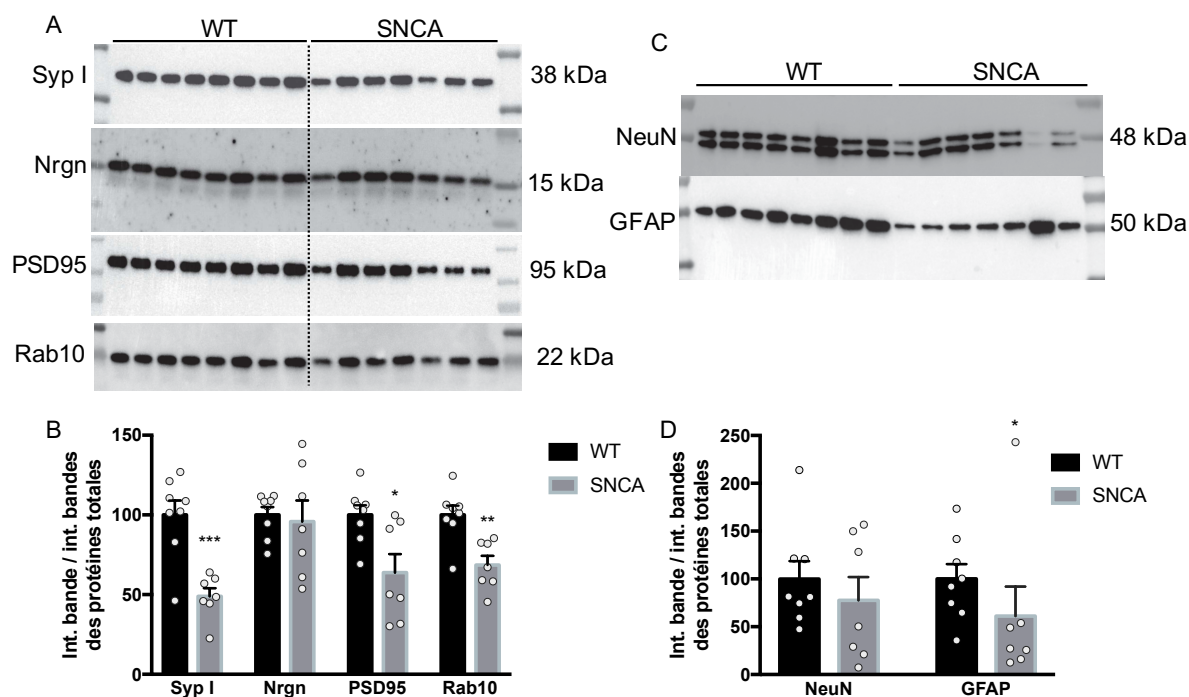 A
WT SNCA
Syp I 38 kDa
Nrgn 15 kDa
PSD95 95 kDa
Rab10 22 kDa
C
WT SNCA
NeuN 48 kDa
GFAP 50 kDa
B
Int. bande / int. bandes
des protéines totales
150
100
50
0
***
*
**
WT
SNCA
Syp I Nrgn PSD95 Rab10
D
Int. bande / int. bandes
des protéines totales
250
200
150
100
50
0
*
WT
SNCA
NeuN GFAP